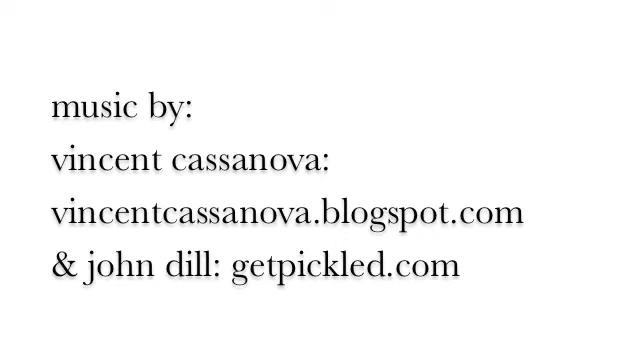 music by:
vincent cassanova:
vincentcassanova.blogspot.com
& john dill: getpickled.com